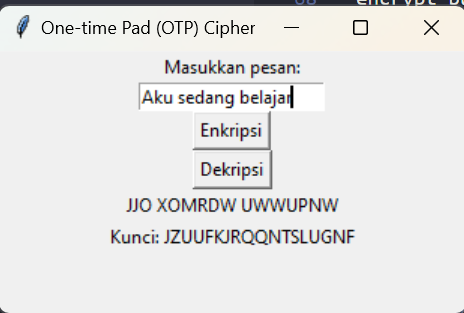 One-time Pad (OTP) Cipher
Masukkan pesan:
Aku sedang belajar
Enkripsi
Dekripsi
JJO XOMRDW UWWUPNW
Kunci: JZUUFKJRQQNTSLUGNF